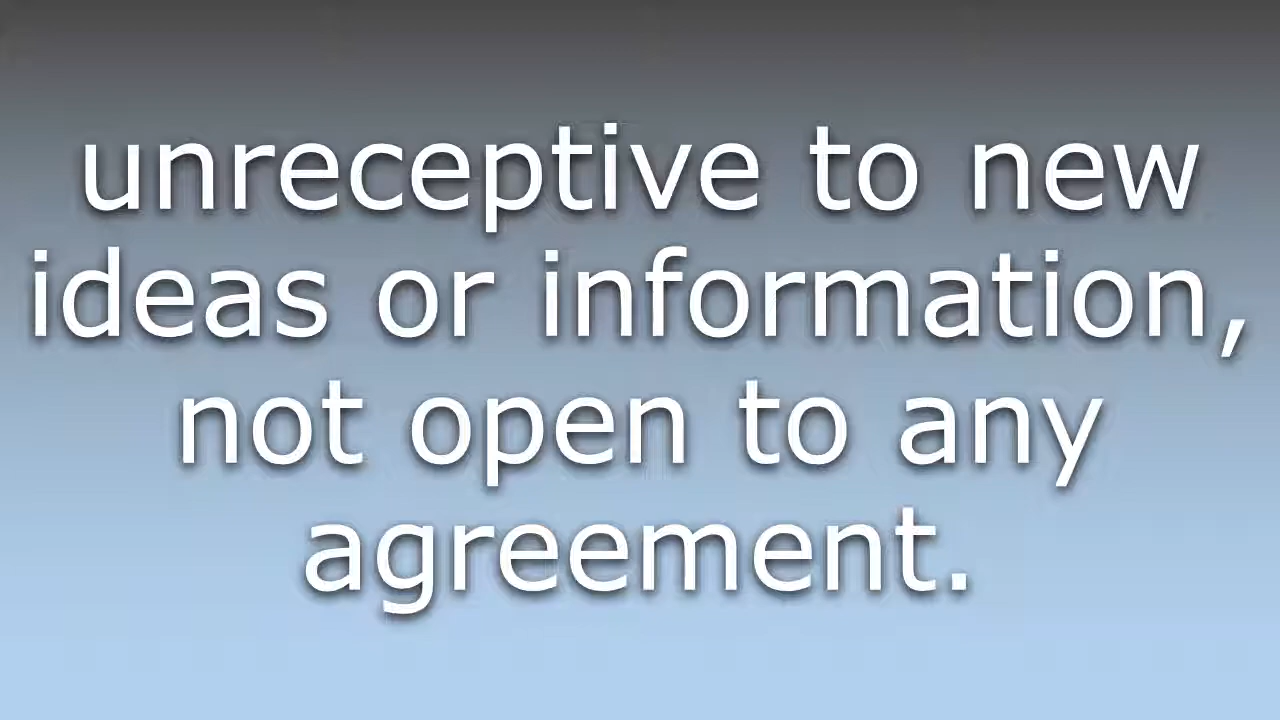 unreceptive to new
ideas or information,
not open to any
agreement.